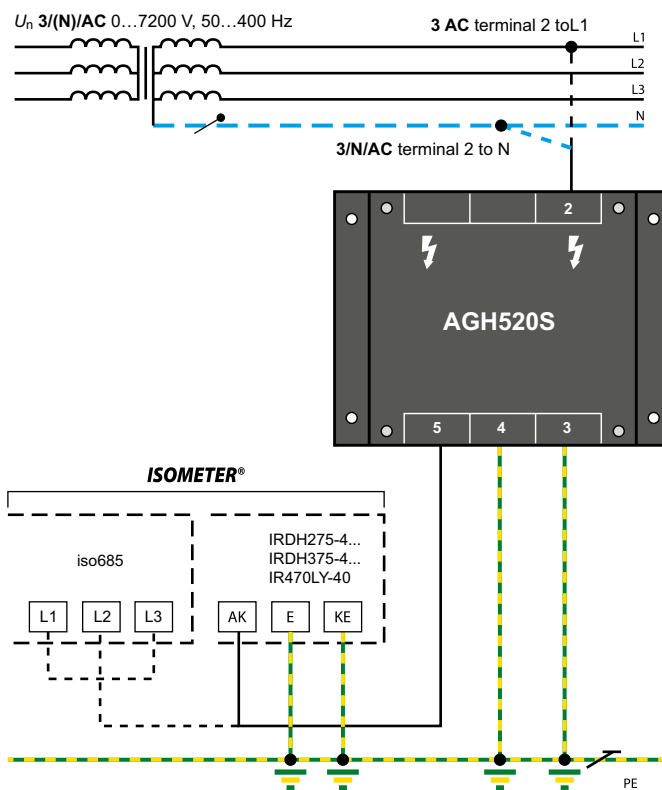 Un 3/(N)/AC 0…7200 V, 50…400 Hz
3 AC terminal 2 toL1
L1
L2
L3
N
3/N/AC terminal 2 to N
2
AGH520S
5 4 3
ISOMETER®
iso685
IRDH275-4...
IRDH375-4...
IR470LY-40
L1 L2 L3 AK E KE
PE